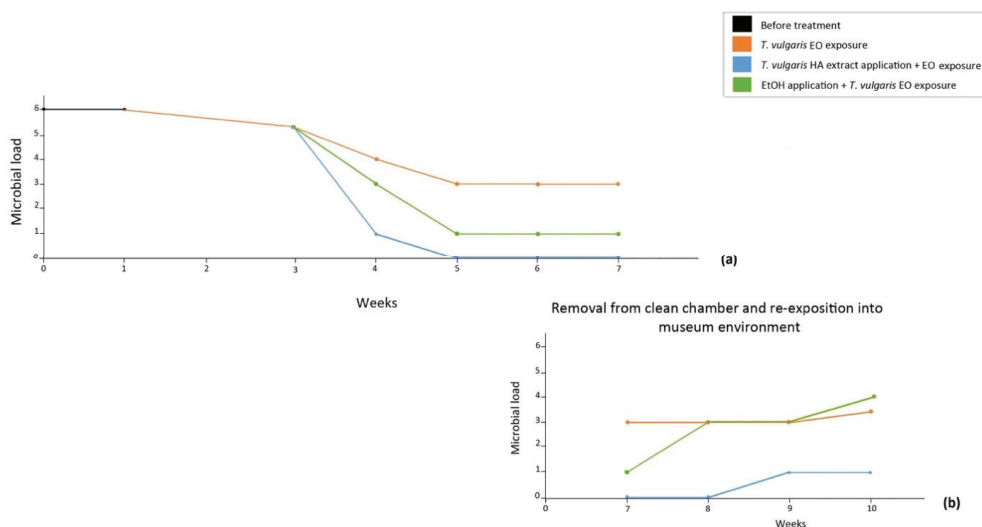 Before treatment
T. vulgaris EO exposure
T. vulgaris HA extract application + EO exposure
EtOH application + T. vulgaris EO exposure
Microbial load
6
5
4
3
2
1
0
0 1 2 3 4 5 6 7
Weeks
(a)
Removal from clean chamber and re-exposition into
museum environment
Microbial load
6
5
4
3
2
1
0
0 7 8 9 10
Weeks
(b)